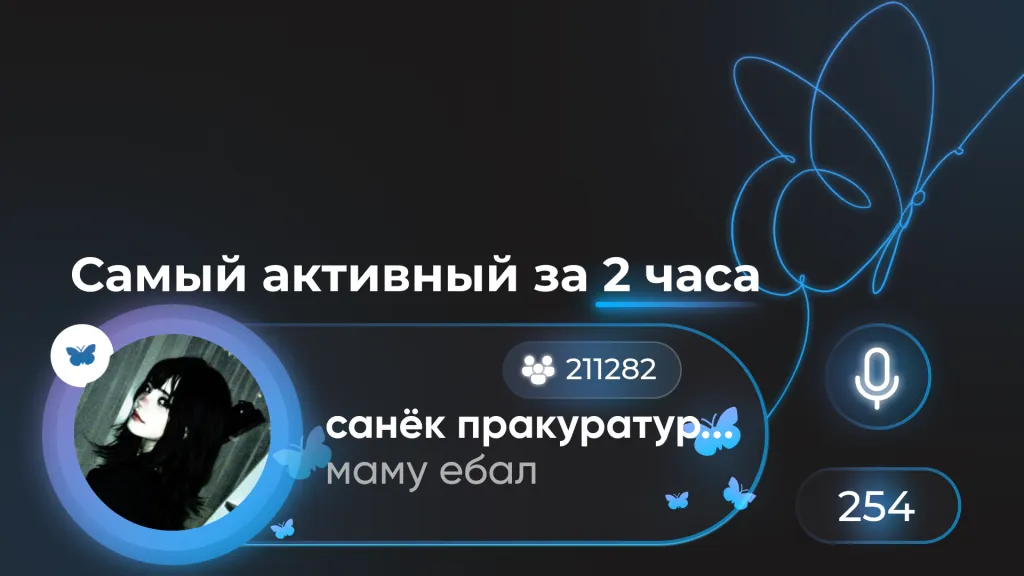 Самый активный за 2 часа
211282
санёк пракуратур...
маму ебал
254